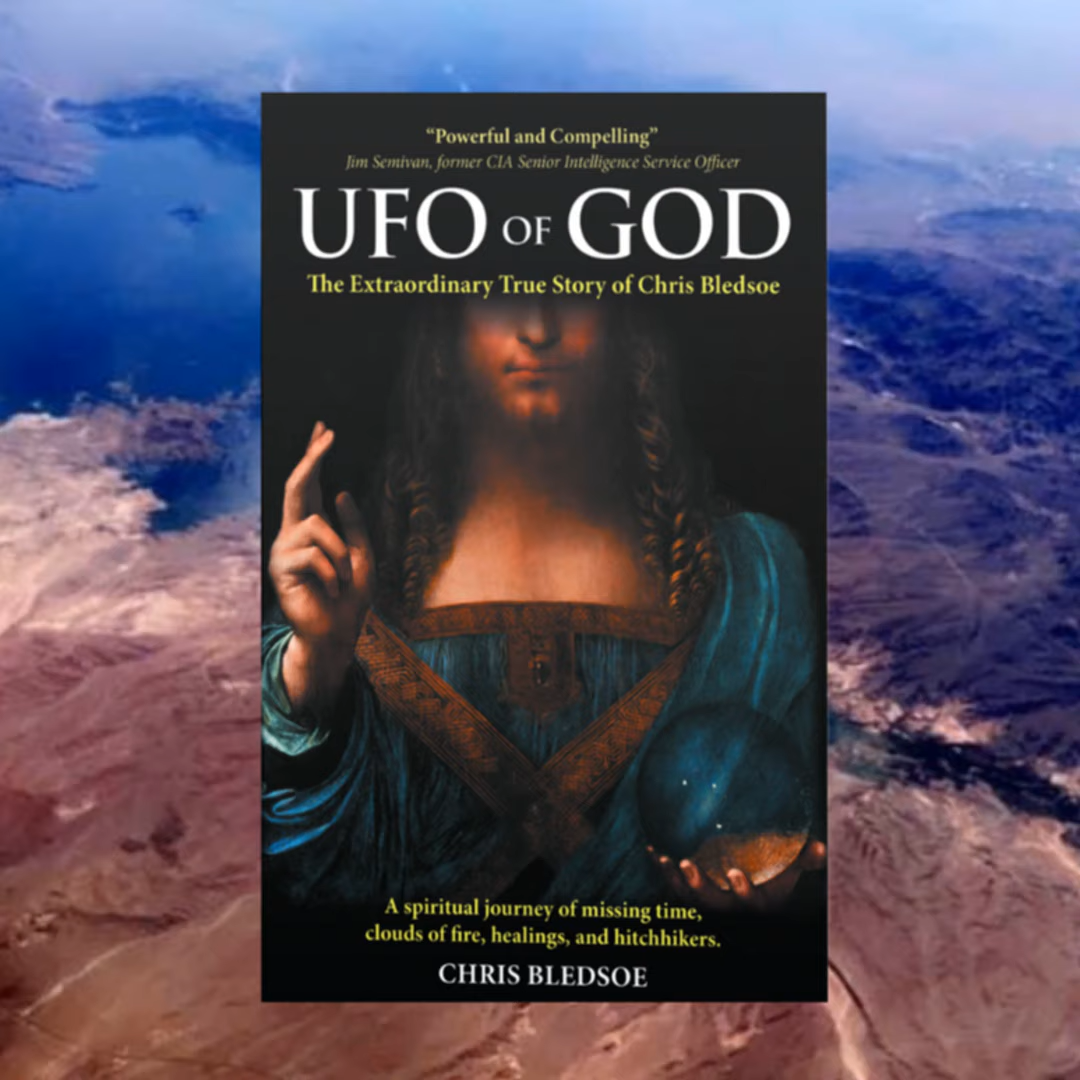 “Powerful and Compelling”
Jim Semivan, former CIA Senior Intelligence Service Officer
UFO OF GOD
The Extraordinary True Story of Chris Bledsoe
A spiritual journey of missing time,
clouds of fire, healings, and hitchhikers.
CHRIS BLEDSOE